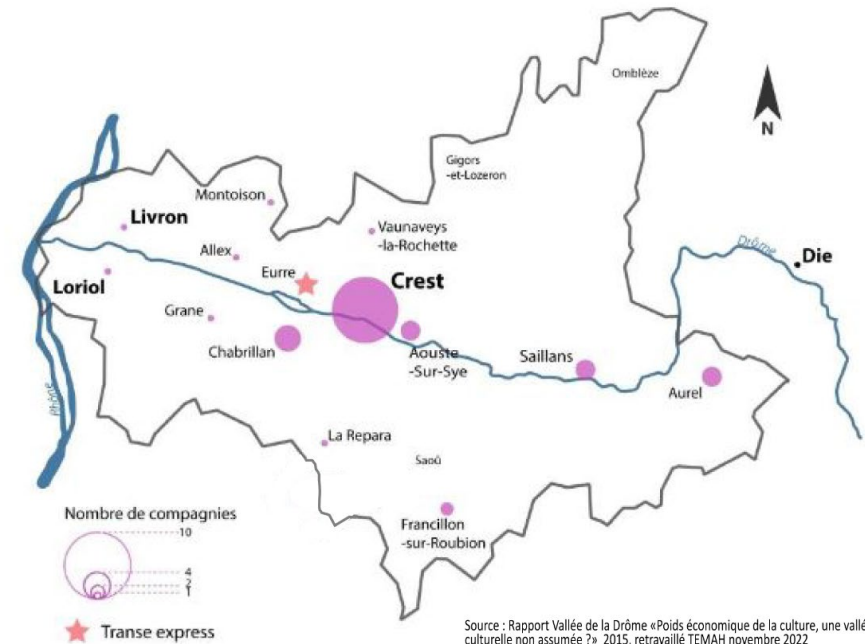 Omblèze
N
Gigors
-et-Lozeron
Montoison
Livron
Vaunaveys
-la-Rochette
Allex
Drôme
Die
Eurre
Crest
Loriol
Grane
Chabrillan
Aouste
-Sur-Sye
Saillans
Aurel
Rhône
La Repara
Saoû
Francillon
-sur-Roubion
Nombre de compagnies
10
4
2
1
Transe express
Source : Rapport Vallée de la Drôme «Poids économique de la culture, une vallée
culturelle non assumée ?» 2015, retravaillé TEMAH novembre 2022